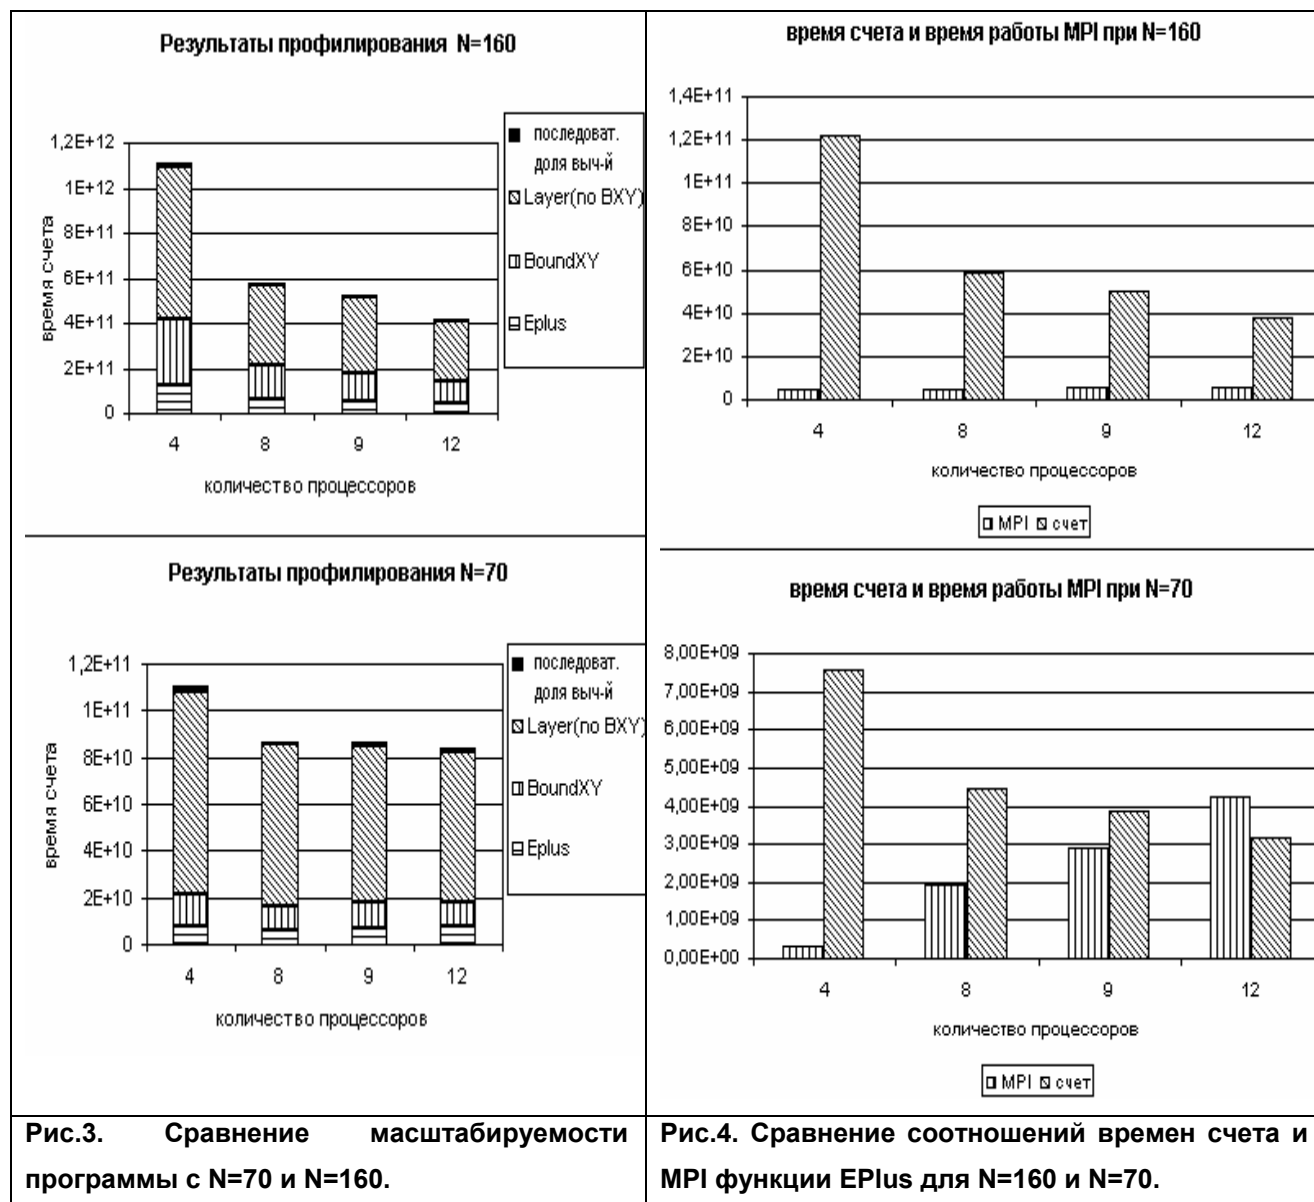 Результаты профилирования N=160
1,2E+12
1E+12
8E+11
6E+11
4E+11
2E+11
0
время счета
4 8 9 12
количество процессоров
последоват.
доля выч-й
Layer(no BXY)
BoundXY
Eplus
время счета и время работы MPI при N=160
1,4E+11
1,2E+11
1E+11
8E+10
6E+10
4E+10
2E+10
0
4 8 9 12
количество процессоров
MPI счет
Результаты профилирования N=70
1,2E+11
1E+11
8E+10
6E+10
4E+10
2E+10
0
время счета
4 8 9 12
количество процессоров
последоват.
доля выч-й
Layer(no BXY)
BoundXY
Eplus
время счета и время работы MPI при N=70
8,00E+09
7,00E+09
6,00E+09
5,00E+09
4,00E+09
3,00E+09
2,00E+09
1,00E+09
0,00E+00
4 8 9 12
количество процессоров
MPI счет
Рис.3. Сравнение масштабируемости
программы с N=70 и N=160.
Рис.4. Сравнение соотношений времен счета и
MPI функции EPlus для N=160 и N=70.